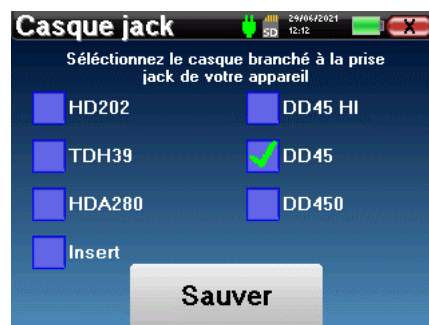 Casque jack
SD
29/06/2021
12:12
X
Séléctionnez le casque branché à la prise
jack de votre appareil
HD202
DD45 HI
TDH39
DD45
HDA280
DD450
Insert
Sauver